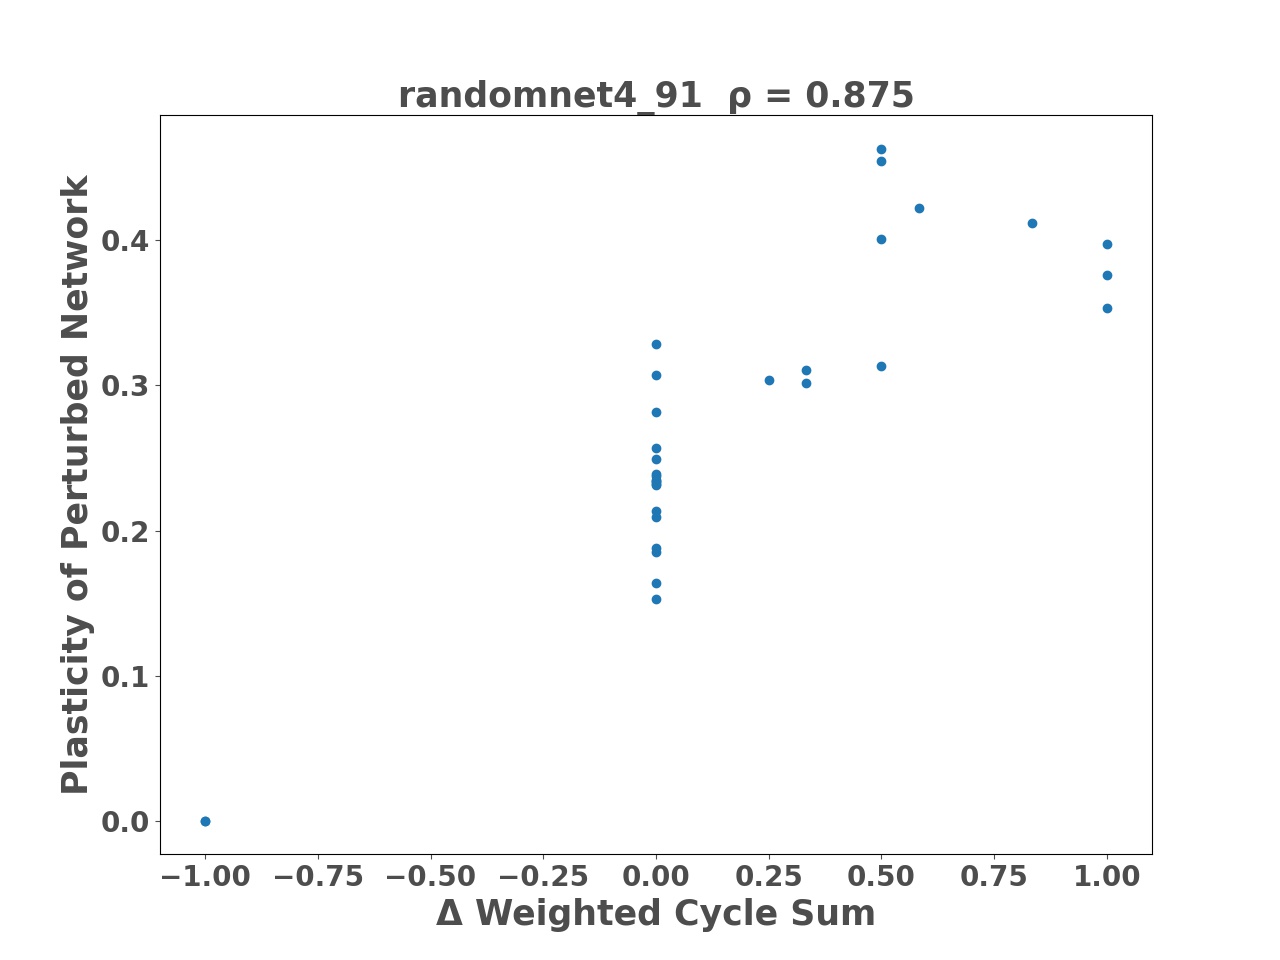 randomnet4_91 ρ = 0.875
Plasticity of Perturbed Network
0.4
0.3
0.2
0.1
0.0
−1.00 −0.75 −0.50 −0.25 0.00 0.25 0.50 0.75 1.00
Δ Weighted Cycle Sum